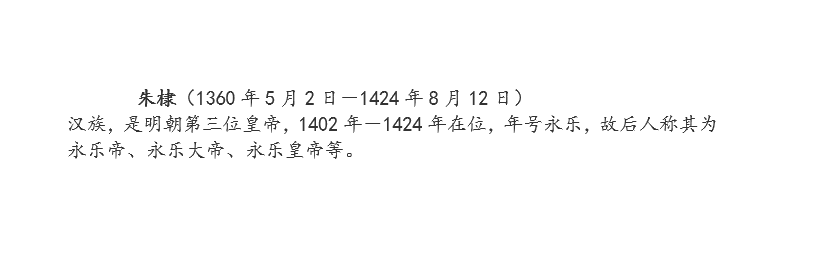 朱棣（1360 年 5 月 2 日－1424 年 8 月 12 日）
汉族，是明朝第三位皇帝，1402 年－1424 年在位，年号永乐，故后人称其为
永乐帝、永乐大帝、永乐皇帝等。